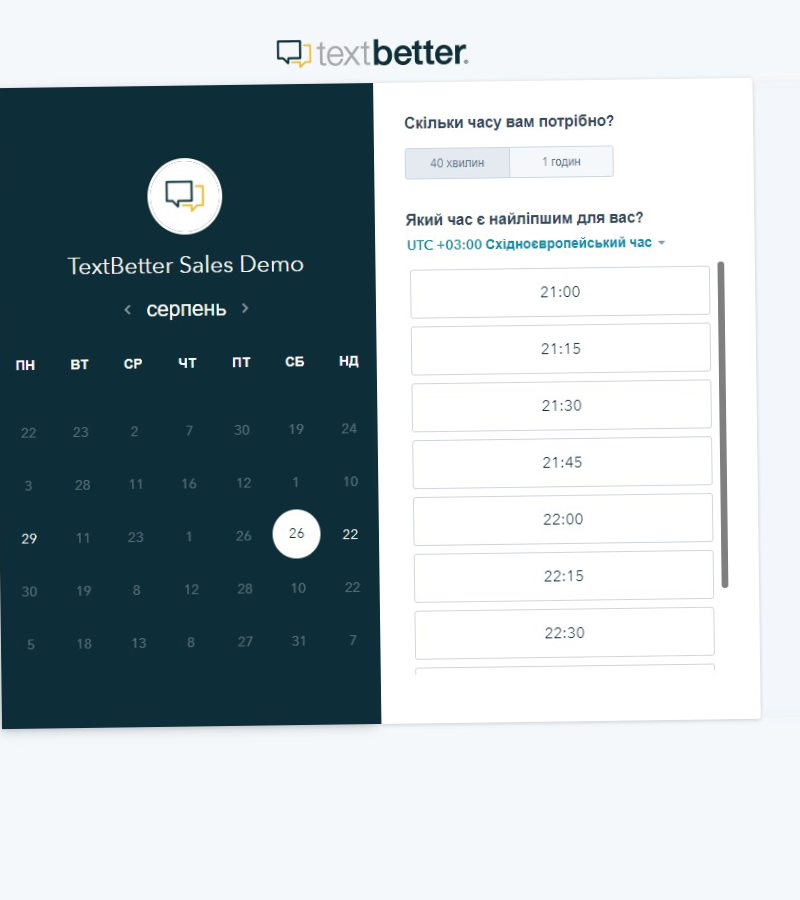 textbetter.
TextBetter Sales Demo
серпень
ПН ВТ СР ЧТ ПТ СБ НД
22 23 2 7 30 19 24
3 28 11 16 12 1 10
29 11 23 1 26 26 22
30 19 8 12 28 10 22
5 18 13 8 27 31 7
Скільки часу вам потрібно?
40 хвилин 1 годин
Який час є найліпшим для вас?
UTC +03:00 Східноєвропейський час
21:00
21:15
21:30
21:45
22:00
22:15
22:30